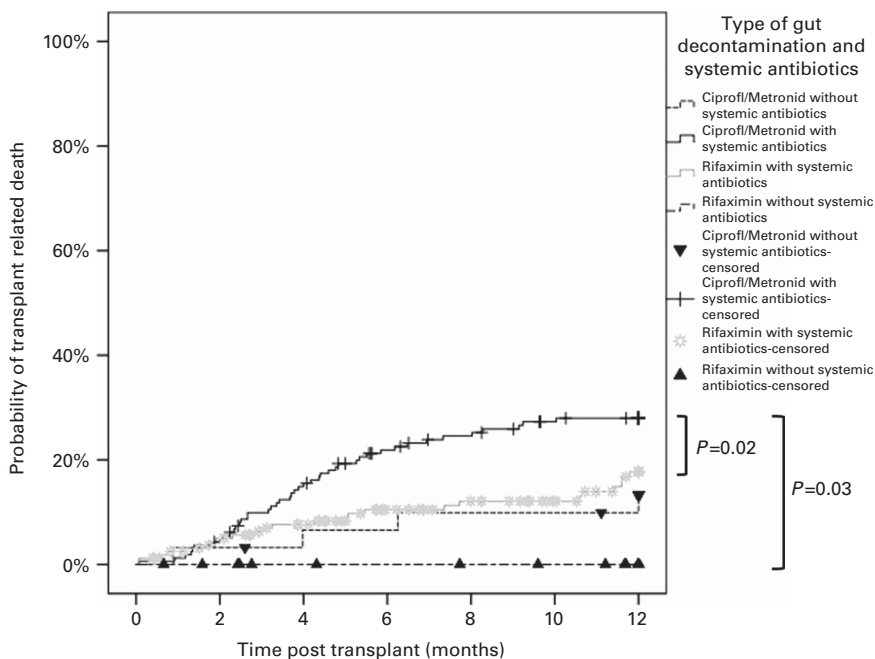 Type of gut
decontamination and
systemic antibiotics
100%
80%
60%
40%
20%
0%
Probability of transplant related death
0
2
4
6
8
10
12
Time post transplant (months)
Ciprofl/Metronid without
systemic antibiotics
Ciprofl/Metronid with
systemic antibiotics
Rifaximin with systemic
antibiotics
Rifaximin without systemic
antibiotics
Ciprofl/Metronid without
systemic antibiotics-
censored
Ciprofl/Metronid with
systemic antibiotics-
censored
Rifaximin with systemic
antibiotics-censored
Rifaximin without systemic
antibiotics-censored
P=0.02
P=0.03